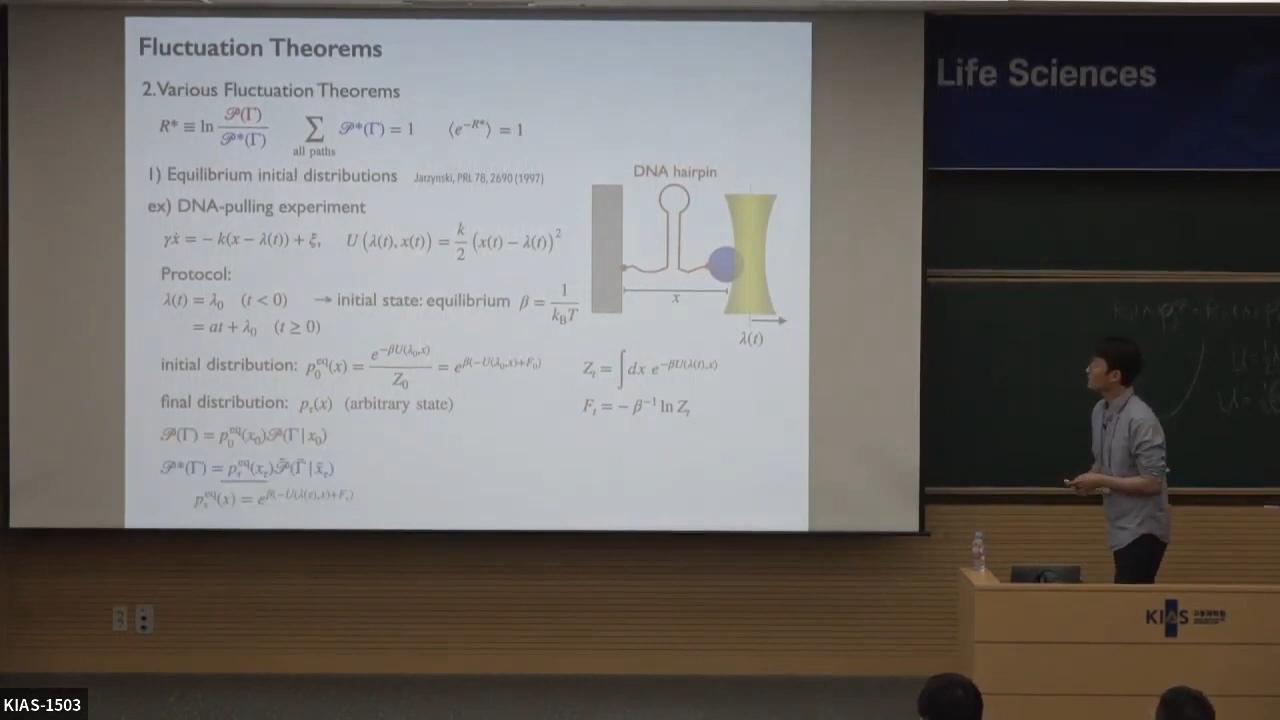 Fluctuation Theorems
2.Various Fluctuation Theorems
R* ≡ ln 𝒫(Γ) / 𝒫*(Γ)   ∑ all paths 𝒫*(Γ) = 1   ⟨e^{-R*}⟩ = 1
1) Equilibrium initial distributions   Jarzynski, PRL 78, 2690 (1997)
ex) DNA-pulling experiment
γẋ = − k(x − λ(t)) + ξ,   U(λ(t), x(t)) = k/2 (x(t) − λ(t))²
Protocol:
λ(t) = λ₀   (t < 0)   → initial state: equilibrium   β = 1 / k_B T
= at + λ₀   (t ≥ 0)
initial distribution: p₀^{eq}(x) = e^{−βU(λ₀,x)} / Z₀ = e^{β(−U(λ₀,x)+F₀)}
final distribution: p_τ(x)   (arbitrary state)
𝒫(Γ) = p₀^{eq}(x₀)𝒫(Γ | x₀)
𝒫*(Γ) = p_τ^{eq}(x_τ)𝒫̃(Γ̃ | x̃_τ)
p_τ^{eq}(x) = e^{β(−U(λ(τ),x)+F_τ)}
DNA hairpin
x
λ(t)
Z_t = ∫ dx e^{−βU(λ(t),x)}
F_t = − β^{−1} ln Z_t
Life Sciences
KIAS
KIAS-1503